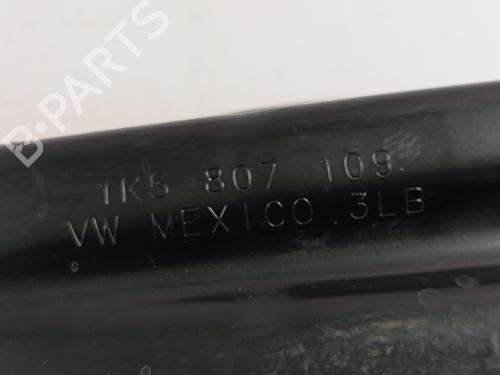 B-PARTS
1K5 807 109
VW MEXICO 3LB